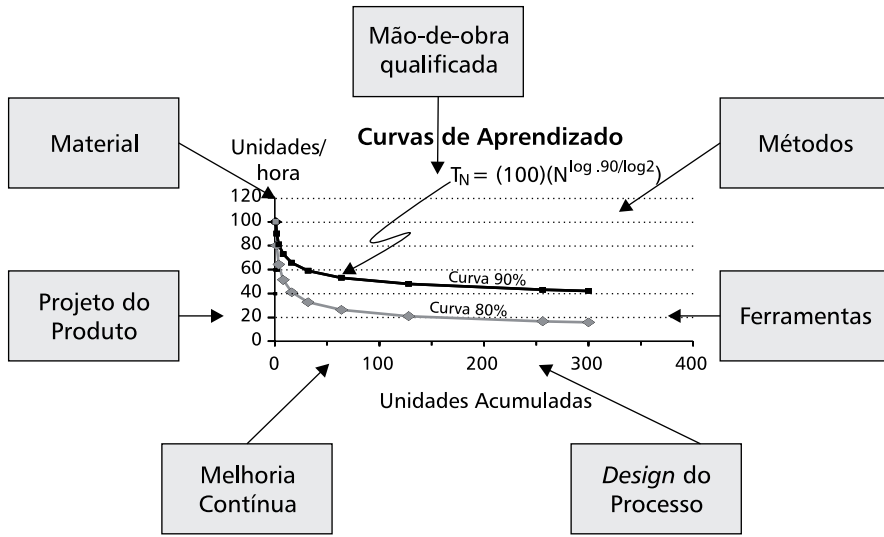 Mão-de-obra
qualificada
Material
Métodos
Curvas de Aprendizado
Unidades/
hora
T_N = (100)(N^log .90/log2)
120
100
80
60
40
20
0
Curva 90%
Curva 80%
0
100
200
300
400
Unidades Acumuladas
Projeto do
Produto
Ferramentas
Melhoria
Contínua
Design do
Processo